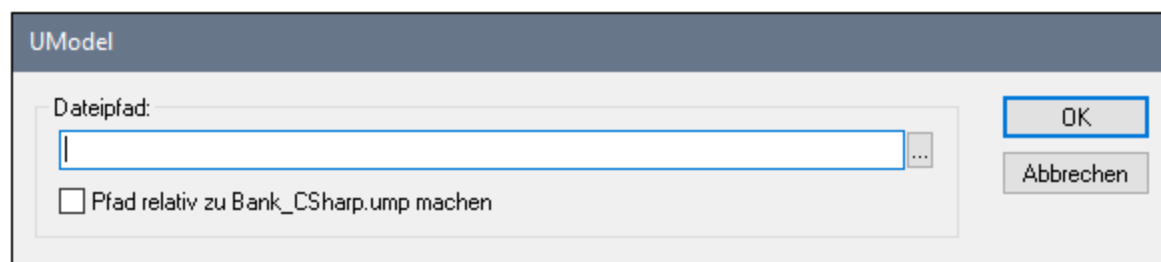 UModel
Dateipfad:
...
OK
Pfad relativ zu Bank_CSharp.ump machen
Abbrechen